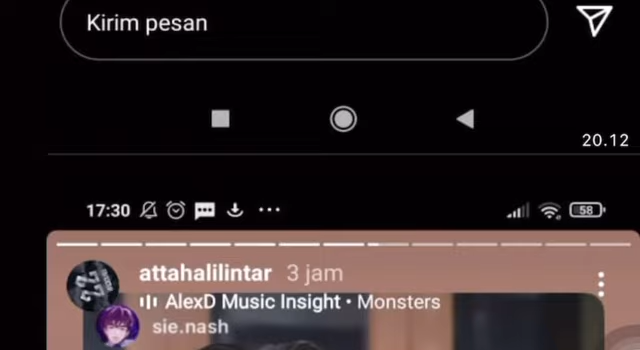 Kirim pesan
20.12
17:30 58
attahalilintar 3 jam
AlexD Music Insight • Monsters
sie.nash